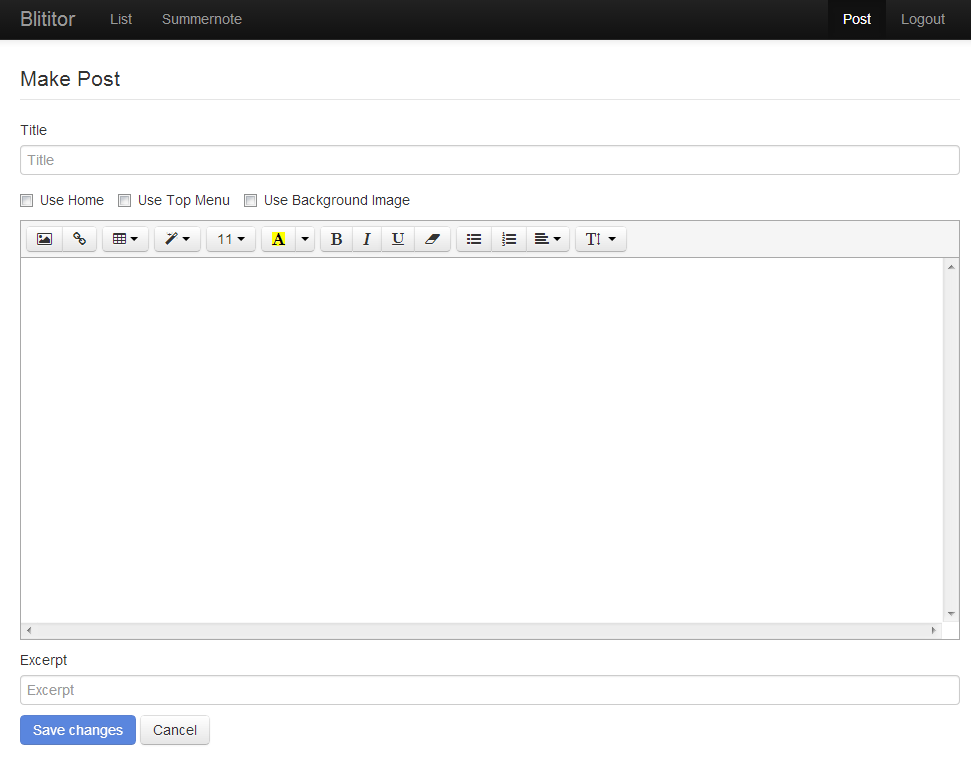 Blititor List Summernote Post Logout
Make Post
Title
Title
Use Home Use Top Menu Use Background Image
11 A B I U T
Excerpt
Excerpt
Save changes Cancel